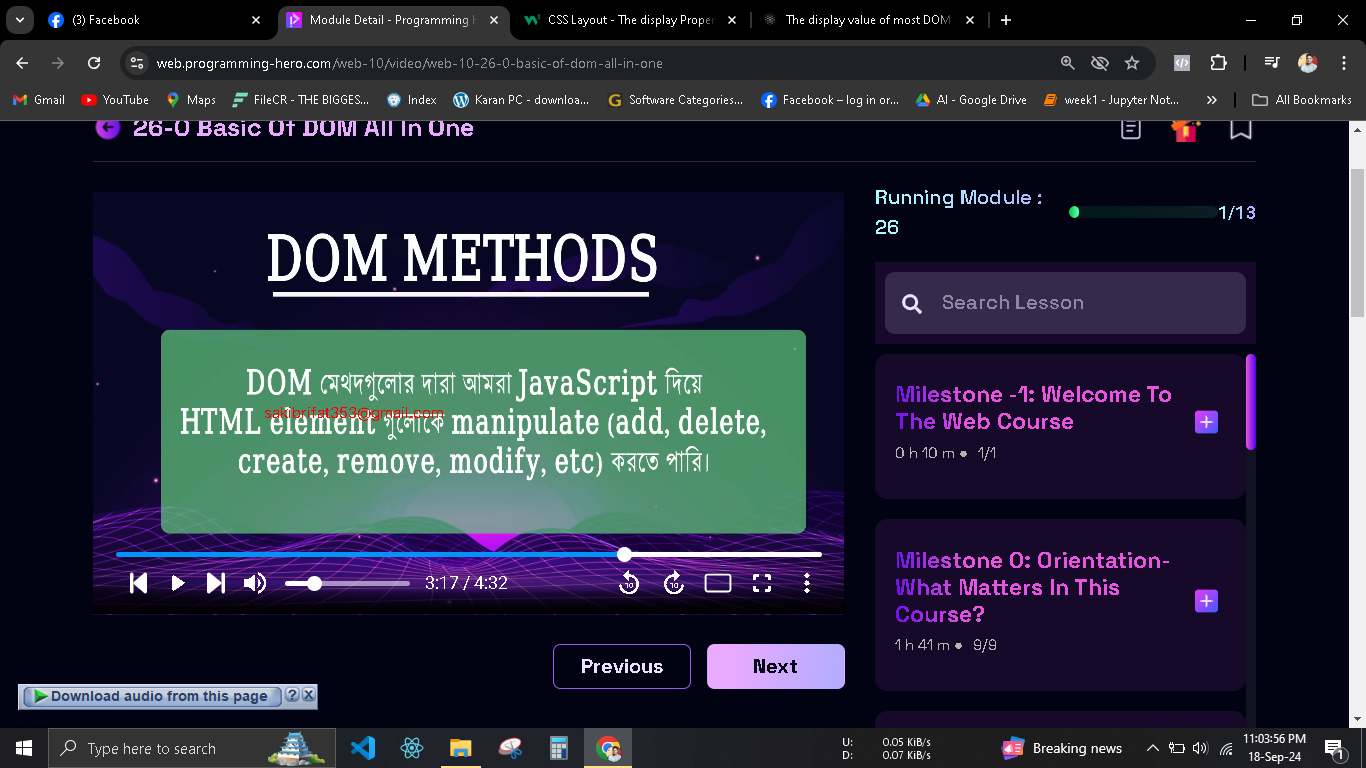 (3) Facebook
Module Detail - Programming H
CSS Layout - The display Proper
The display value of most DOM
web.programming-hero.com/web-10/video/web-10-26-0-basic-of-dom-all-in-one
Gmail
YouTube
Maps
FileCR - THE BIGGES...
Index
Karan PC - downloa...
Software Categories...
Facebook – log in or...
AI - Google Drive
week1 - Jupyter Not...
All Bookmarks
26-0 Basic Of DOM All In One
DOM METHODS
DOM মেথদগুলোর দারা আমরা JavaScript দিয়ে
HTML element গুলোকে manipulate (add, delete,
create, remove, modify, etc) করতে পারি।
sakibrifat353@gmail.com
3:17 / 4:32
10
10
Previous
Next
Running Module :
26
1/13
Search Lesson
Milestone -1: Welcome To
The Web Course
0 h 10 m ● 1/1
Milestone 0: Orientation-
What Matters In This
Course?
1 h 41 m ● 9/9
Download audio from this page
?
X
Type here to search
U: 0.05 KiB/s
D: 0.07 KiB/s
Breaking news
11:03:56 PM
18-Sep-24
1